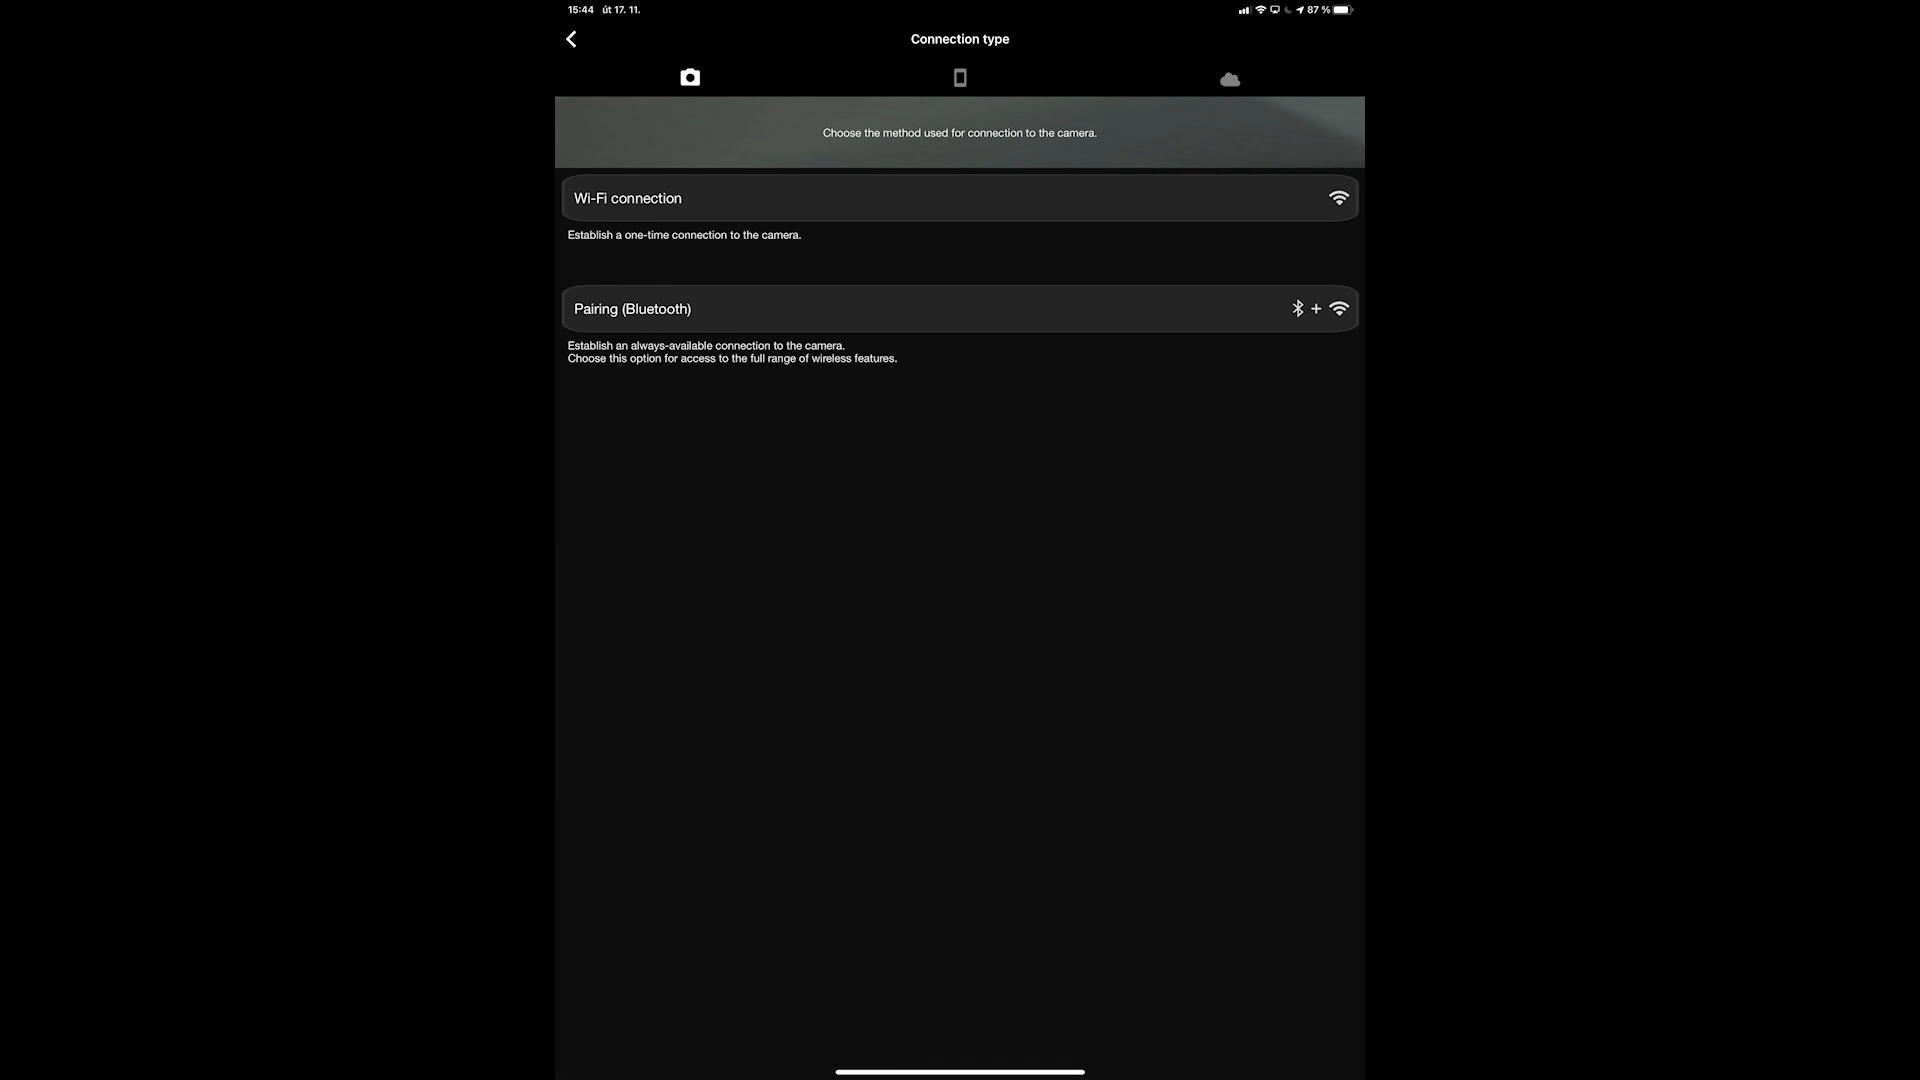 15:44 út 17. 11.
87 %
Connection type
Choose the method used for connection to the camera.
Wi-Fi connection
Establish a one-time connection to the camera.
Pairing (Bluetooth)
+
Establish an always-available connection to the camera.
Choose this option for access to the full range of wireless features.